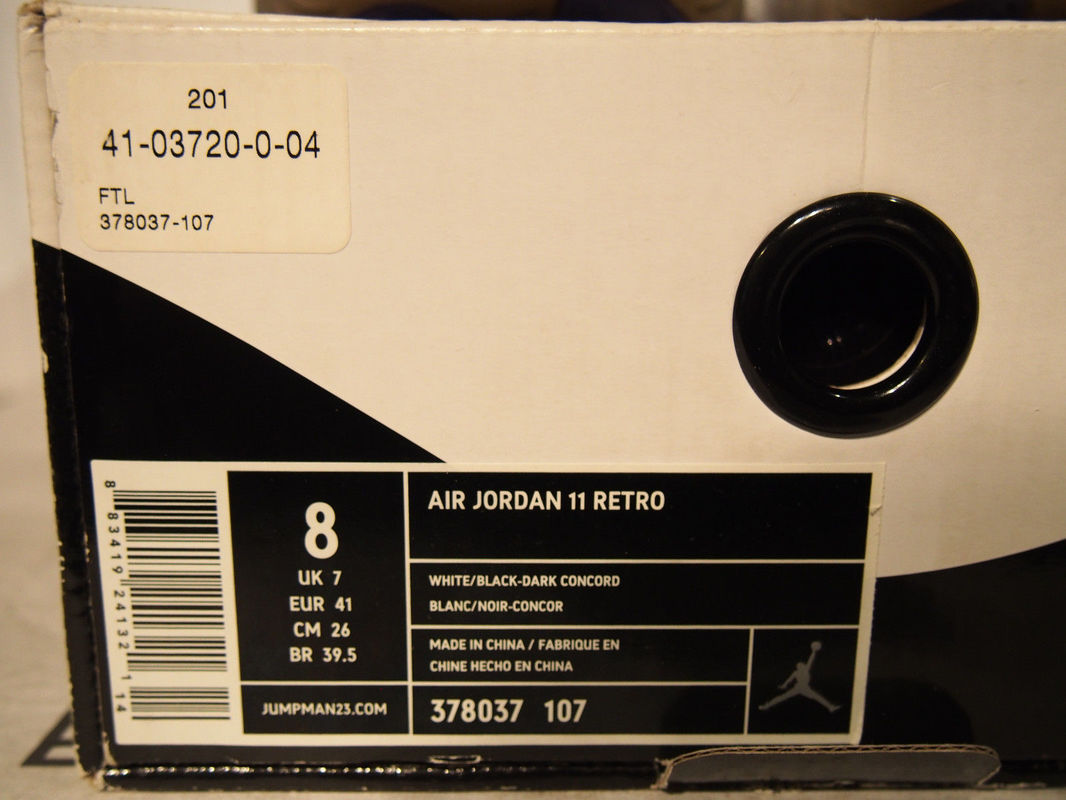 201
41-03720-0-04
FTL
378037-107
8 83419 24132 1 14
8
UK 7
EUR 41
CM 26
BR 39.5
JUMPMAN23.COM
AIR JORDAN 11 RETRO
WHITE/BLACK-DARK CONCORD
BLANC/NOIR-CONCOR
MADE IN CHINA / FABRIQUE EN
CHINE HECHO EN CHINA
378037 107